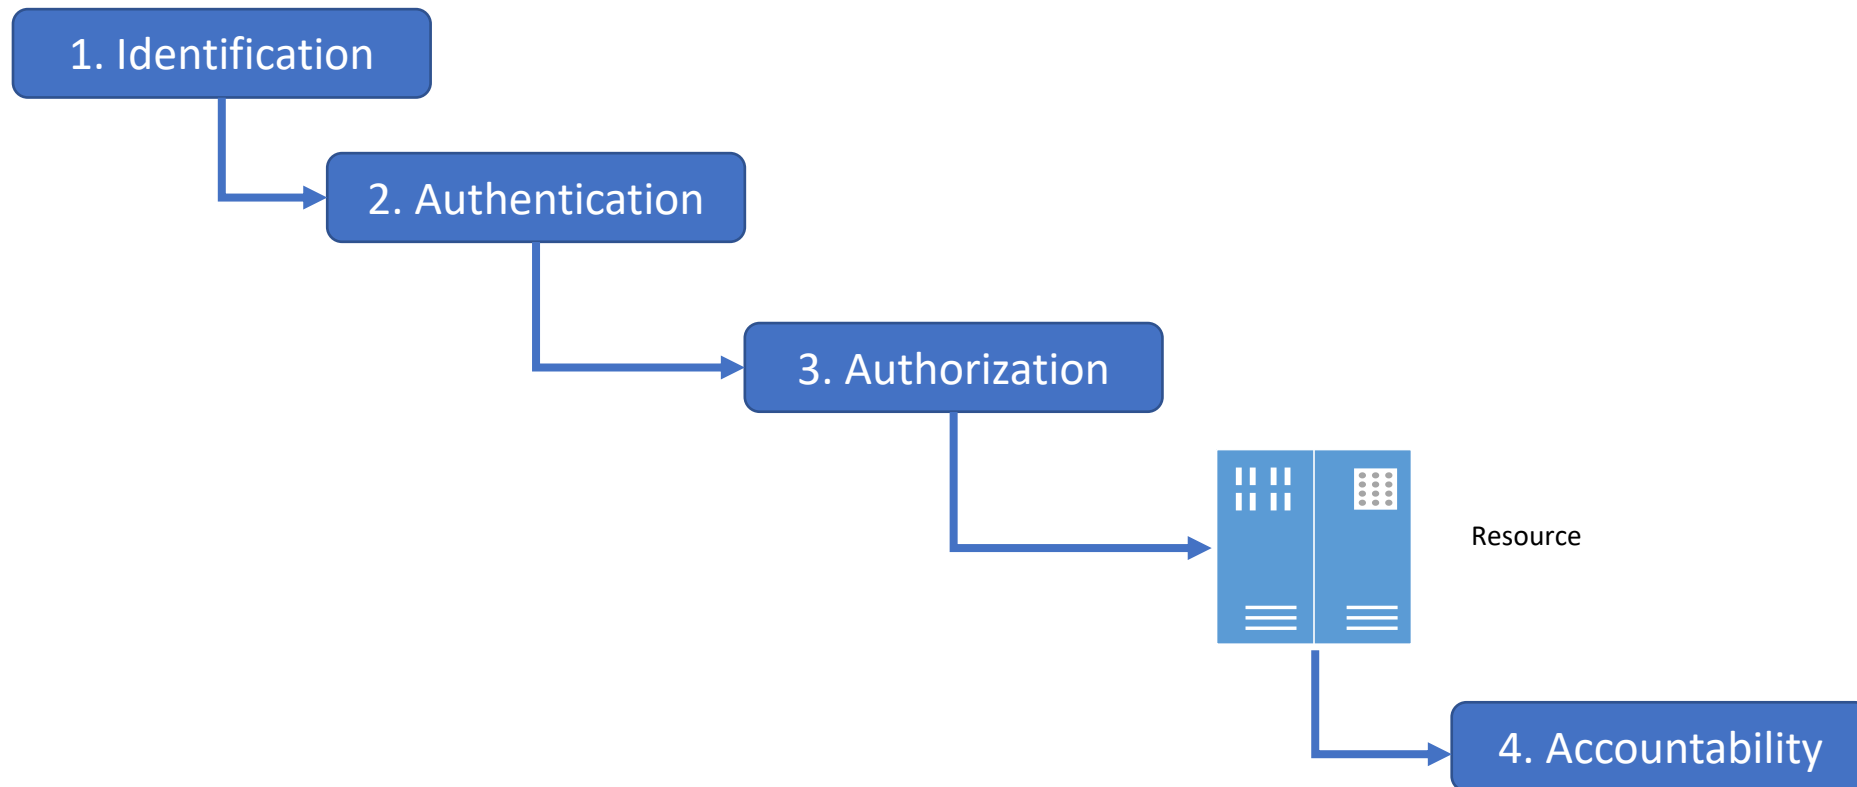 1. Identification
2. Authentication
3. Authorization
Resource
4. Accountability